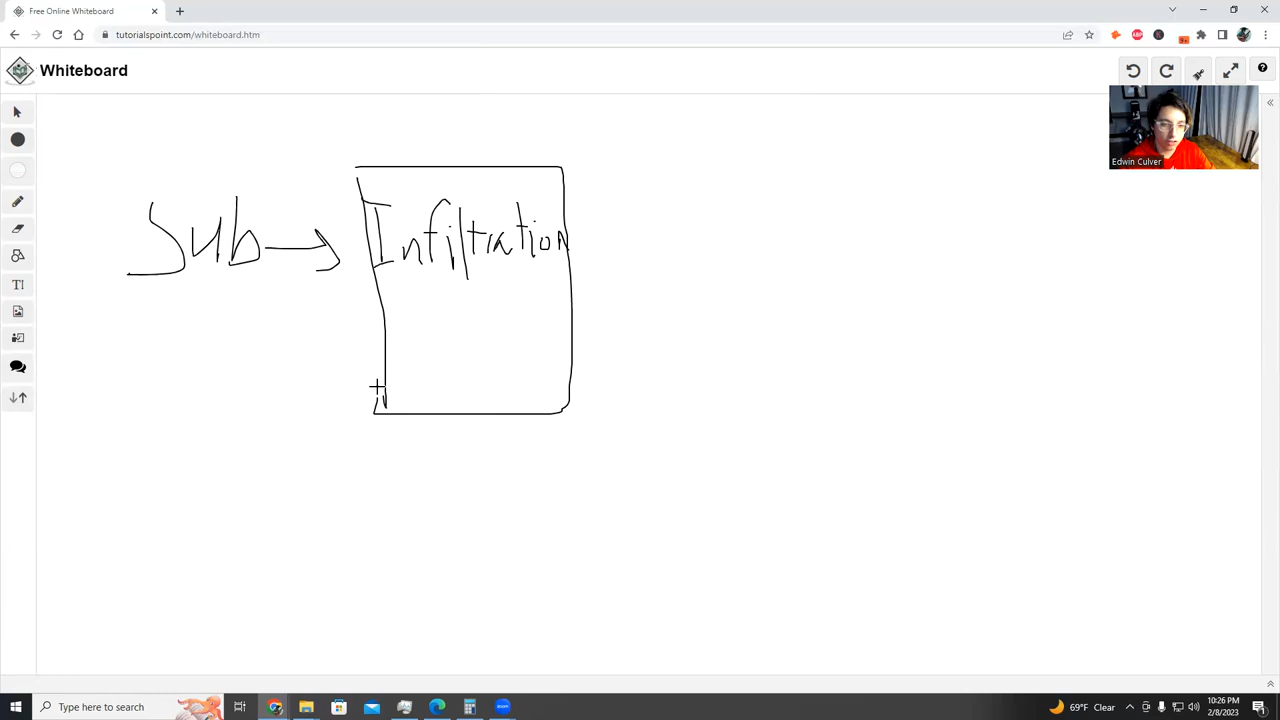 Free Online Whiteboard
tutorialspoint.com/whiteboard.htm
Whiteboard
Edwin Culver
Sub → Infiltration
Type here to search
69°F Clear
10:26 PM
2/8/2023